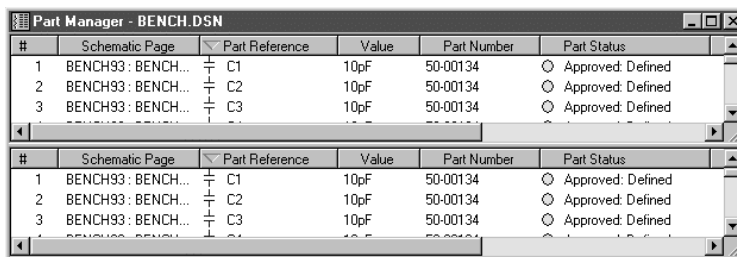 Part Manager - BENCH.DSN
# Schematic Page Part Reference Value Part Number Part Status
1 BENCH93 : BENCH... C1 10pF 50-00134 Approved: Defined
2 BENCH93 : BENCH... C2 10pF 50-00134 Approved: Defined
3 BENCH93 : BENCH... C3 10pF 50-00134 Approved: Defined
# Schematic Page Part Reference Value Part Number Part Status
1 BENCH93 : BENCH... C1 10pF 50-00134 Approved: Defined
2 BENCH93 : BENCH... C2 10pF 50-00134 Approved: Defined
3 BENCH93 : BENCH... C3 10pF 50-00134 Approved: Defined